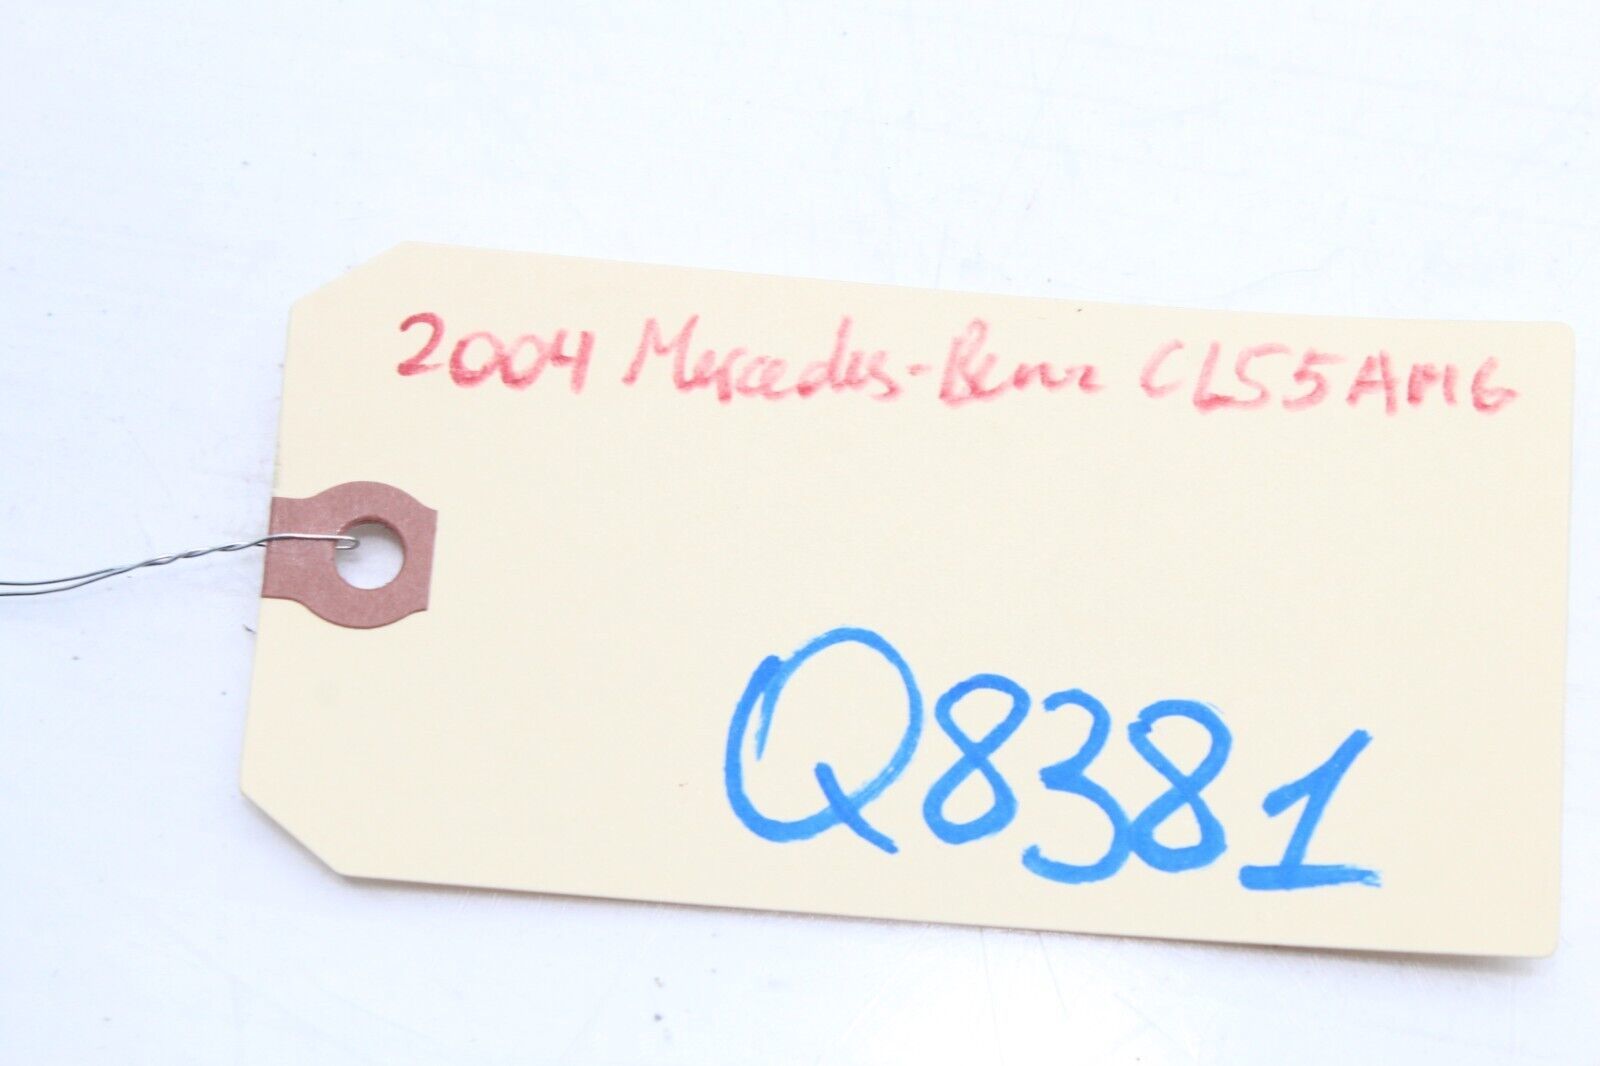 2004 Mercedes-Benz CL55AMG
Q8381